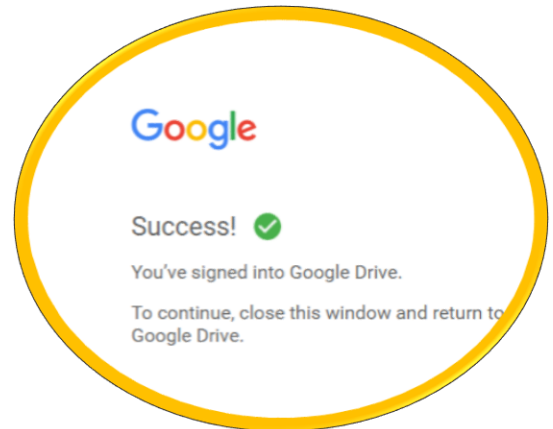 Google
Success!
You've signed into Google Drive.
To continue, close this window and return to
Google Drive.